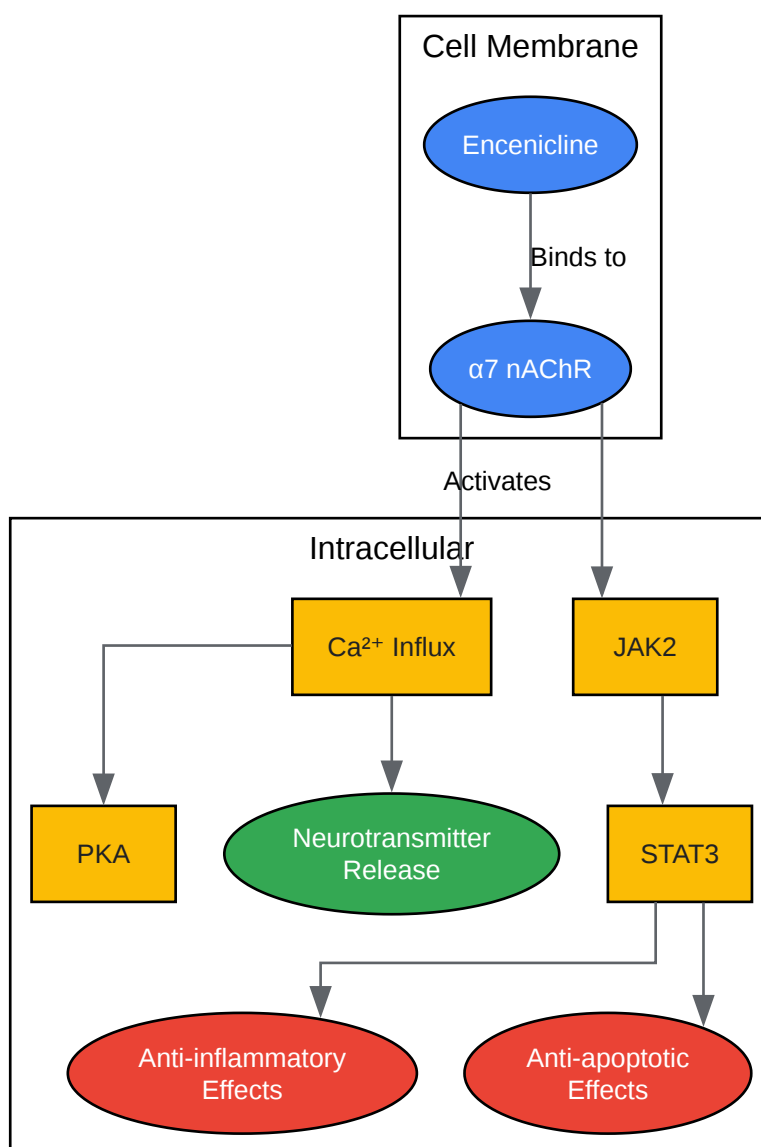 Cell Membrane
Encenicline
Binds to
α7 nAChR
Activates
Intracellular
Ca²⁺ Influx
JAK2
PKA
Neurotransmitter
Release
STAT3
Anti-inflammatory
Effects
Anti-apoptotic
Effects